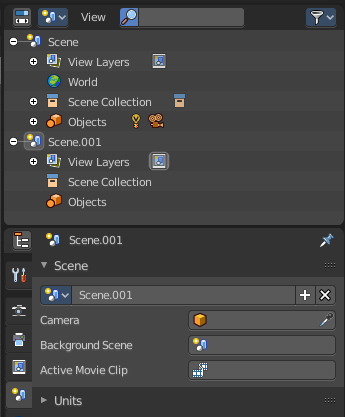 View
Scene
View Layers
World
Scene Collection
Objects
Scene.001
View Layers
Scene Collection
Objects
Scene.001
Scene
Scene.001
Camera
Background Scene
Active Movie Clip
Units